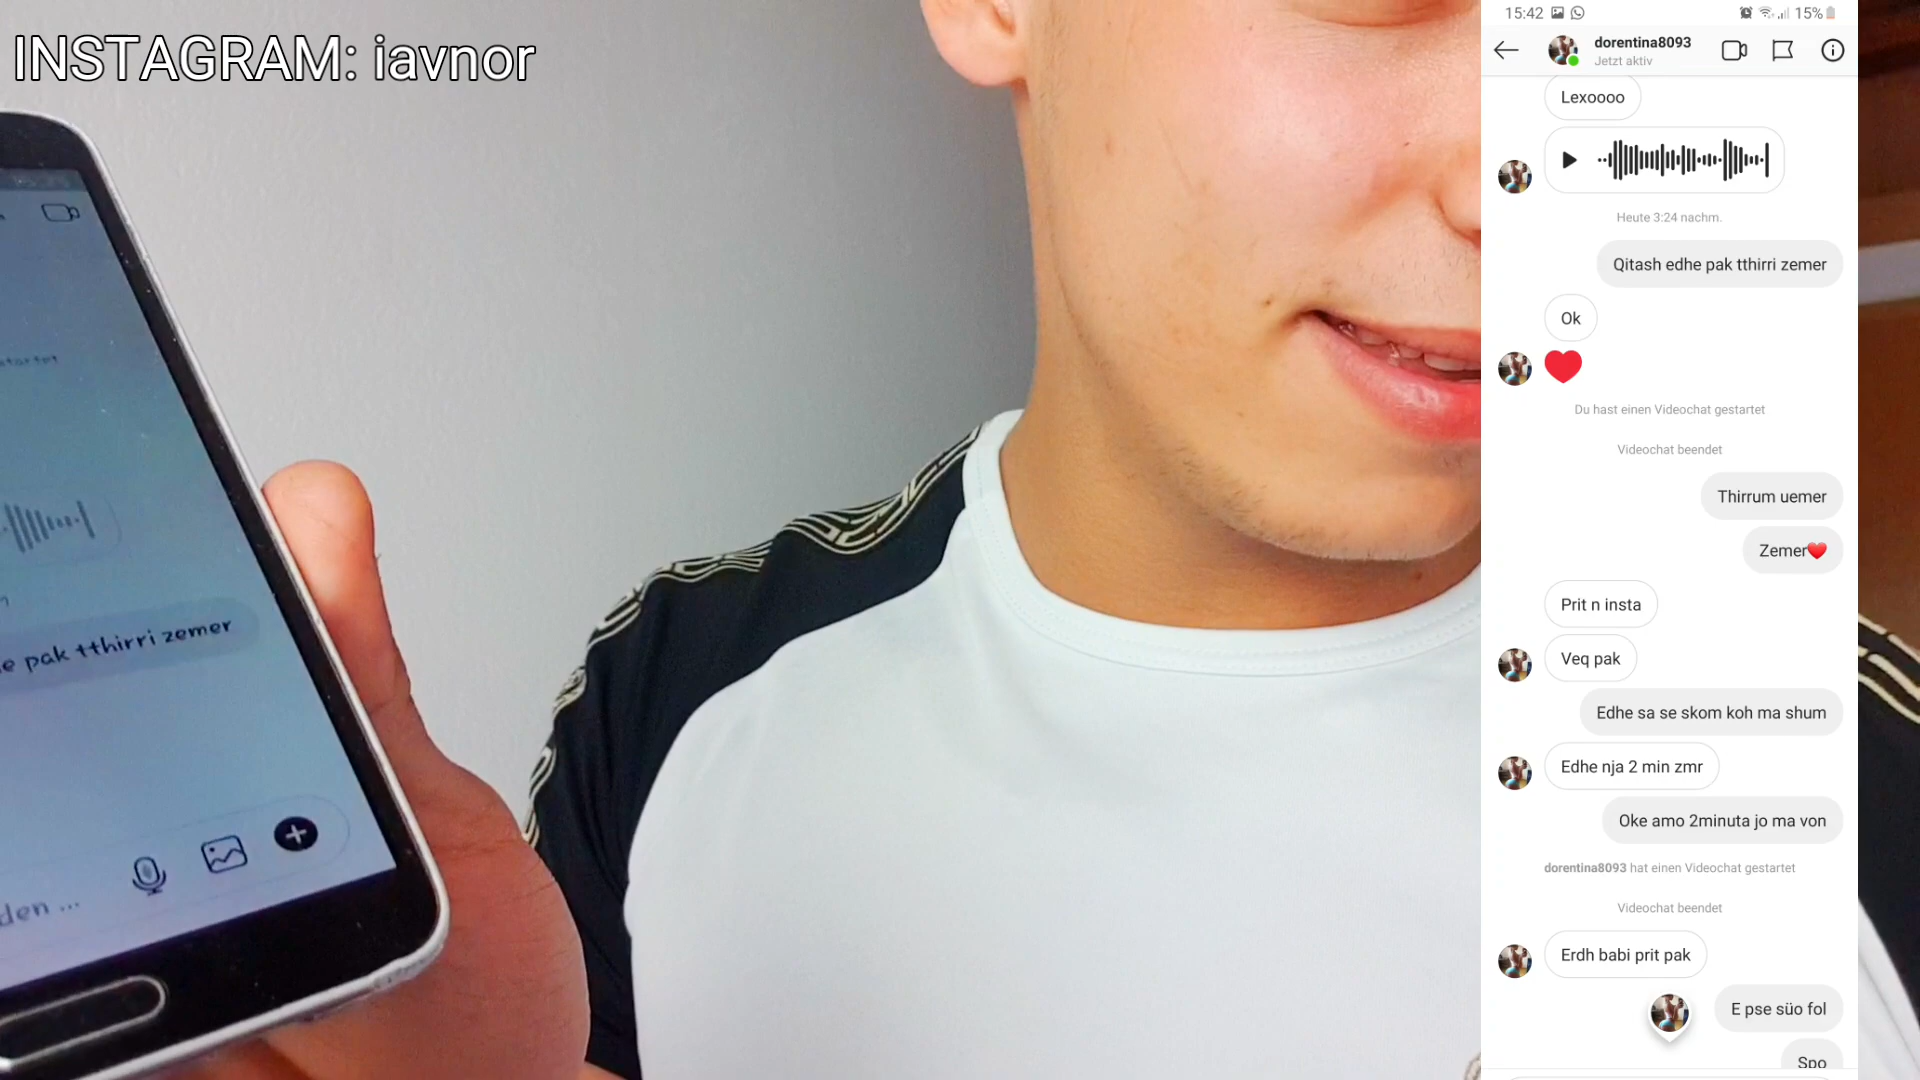 INSTAGRAM: iavnor
15:42
15%
dorentina8093
Jetzt aktiv
Lexoooo
Heute 3:24 nachm.
Qitash edhe pak tthirri zemer
Ok
Du hast einen Videochat gestartet
Videochat beendet
Thirrum uemer
Zemer❤️
Prit n insta
Veq pak
Edhe sa se skom koh ma shum
Edhe nja 2 min zmr
Oke amo 2minuta jo ma von
dorentina8093 hat einen Videochat gestartet
Videochat beendet
Erdh babi prit pak
E pse süo fol
Spo
pak tthirri zemer
den ...